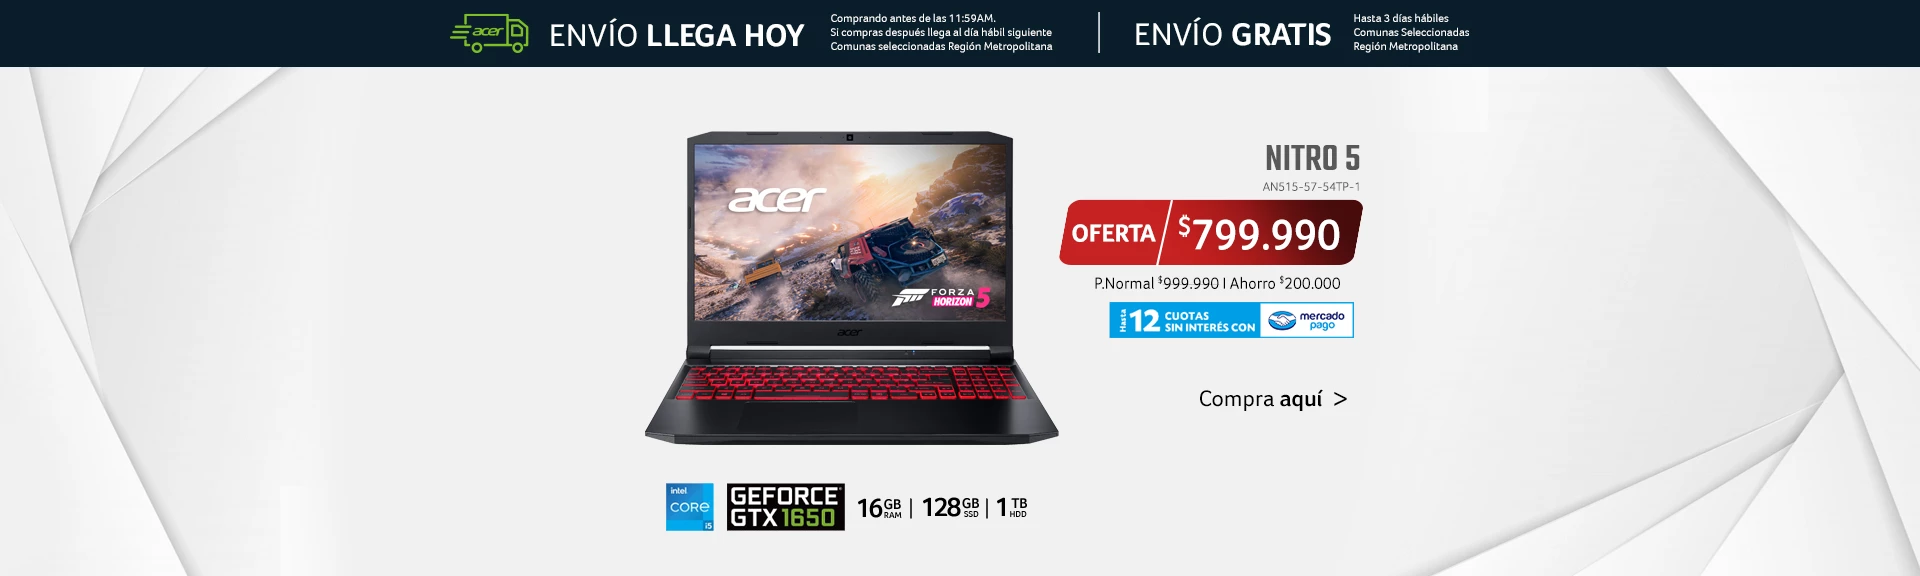 acer
ENVÍO LLEGA HOY
Comprando antes de las 11:59AM.
Si compras después llega al día hábil siguiente
Comunas seleccionadas Región Metropolitana
ENVÍO GRATIS
Hasta 3 días hábiles
Comunas Seleccionadas
Región Metropolitana
acer
FORZA
HORIZON 5
acer
NITRO 5
AN515-57-54TP-1
OFERTA $799.990
P.Normal $999.990 I Ahorro $200.000
Hasta 12 CUOTAS
SIN INTERÉS CON
mercado
pago
Compra aquí >
intel
CORE
i5
GEFORCE
GTX 1650
16 GB RAM | 128 GB SSD | 1 TB HDD